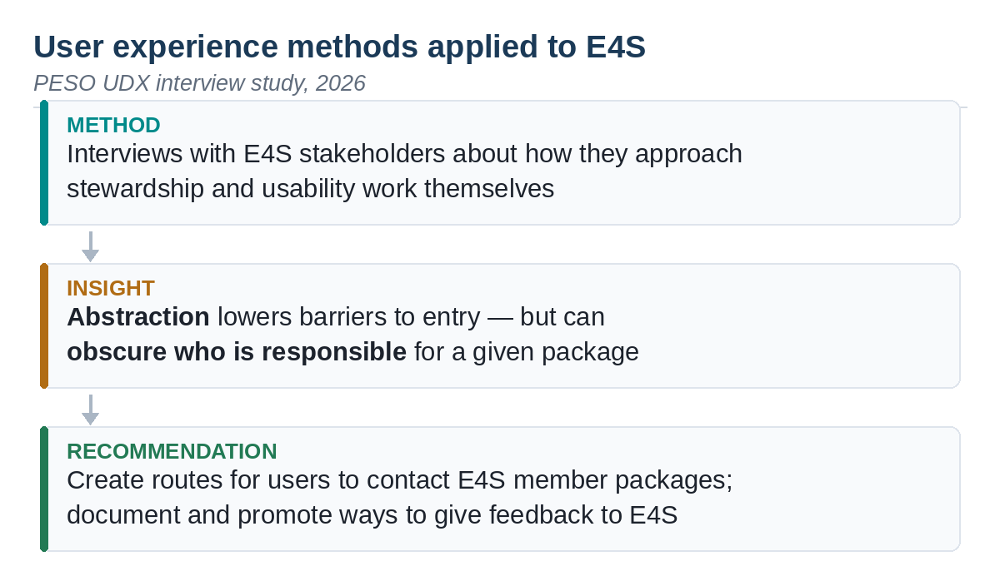 User experience methods applied to E4S
PESO UDX interview study, 2026
METHOD
Interviews with E4S stakeholders about how they approach
stewardship and usability work themselves
INSIGHT
Abstraction lowers barriers to entry — but can
obscure who is responsible for a given package
RECOMMENDATION
Create routes for users to contact E4S member packages;
document and promote ways to give feedback to E4S